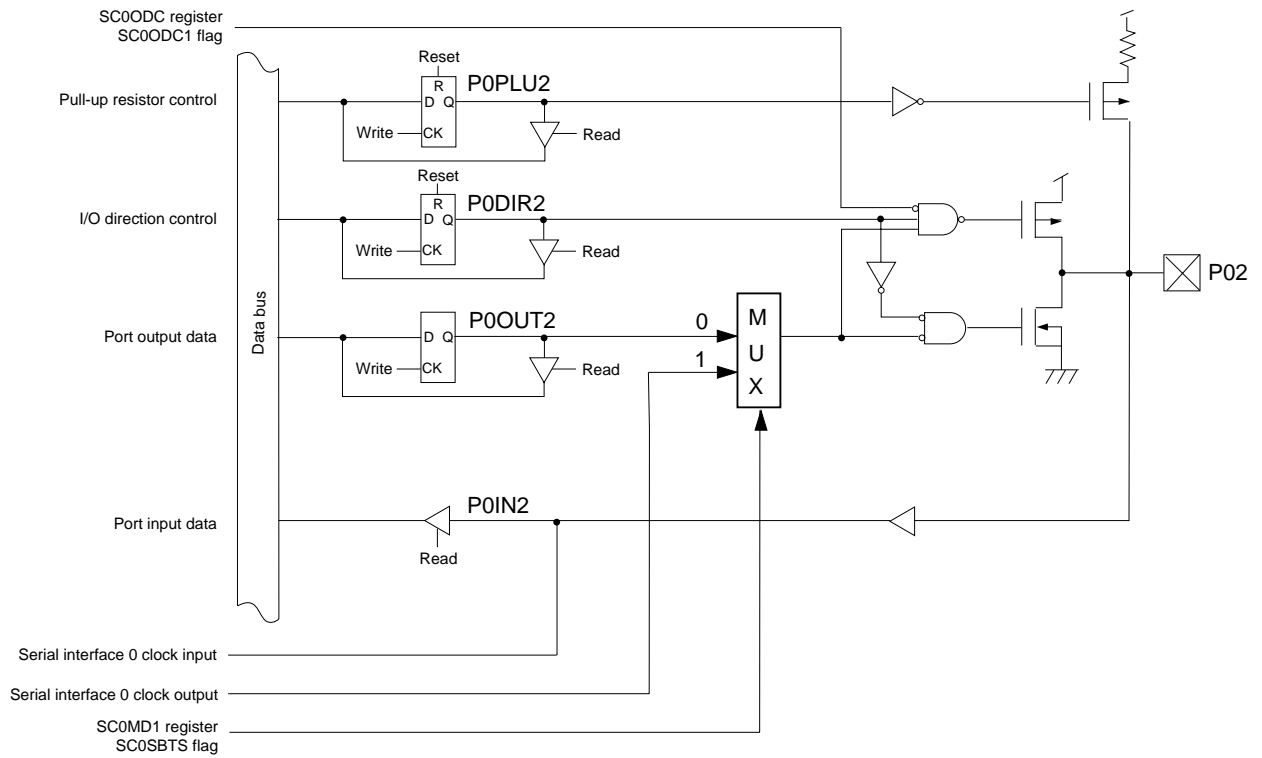 SC0ODC register
SC0ODC1 flag
Reset
Pull-up resistor control
R
D Q
P0PLU2
Write
CK
Read
Reset
I/O direction control
R
D Q
P0DIR2
Write
CK
Read
P02
Data bus
Port output data
D Q
P0OUT2
Write
CK
Read
0
1
M
U
X
Port input data
P0IN2
Read
Serial interface 0 clock input
Serial interface 0 clock output
SC0MD1 register
SC0SBTS flag